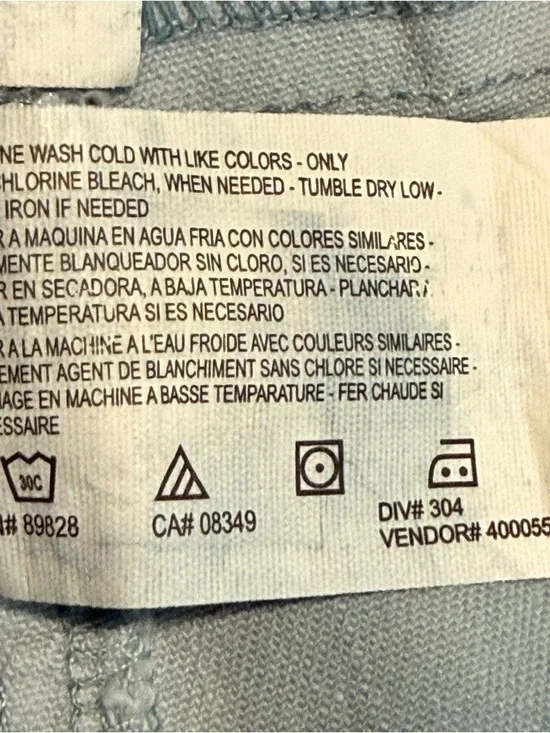 NE WASH COLD WITH LIKE COLORS - ONLY
CHLORINE BLEACH, WHEN NEEDED - TUMBLE DRY LOW -
IRON IF NEEDED
R A MAQUINA EN AGUA FRIA CON COLORES SIMILARES -
MENTE BLANQUEADOR SIN CLORO, SI ES NECESARIO -
R EN SECADORA, A BAJA TEMPERATURA - PLANCHAR A
A TEMPERATURA SI ES NECESARIO
R A LA MACHINE A L'EAU FROIDE AVEC COULEURS SIMILAIRES -
EMENT AGENT DE BLANCHIMENT SANS CHLORE SI NECESSAIRE -
AGE EN MACHINE A BASSE TEMPARATURE - FER CHAUDE SI
ESSAIRE
30C
# 89828 CA# 08349 DIV# 304
VENDOR# 400055